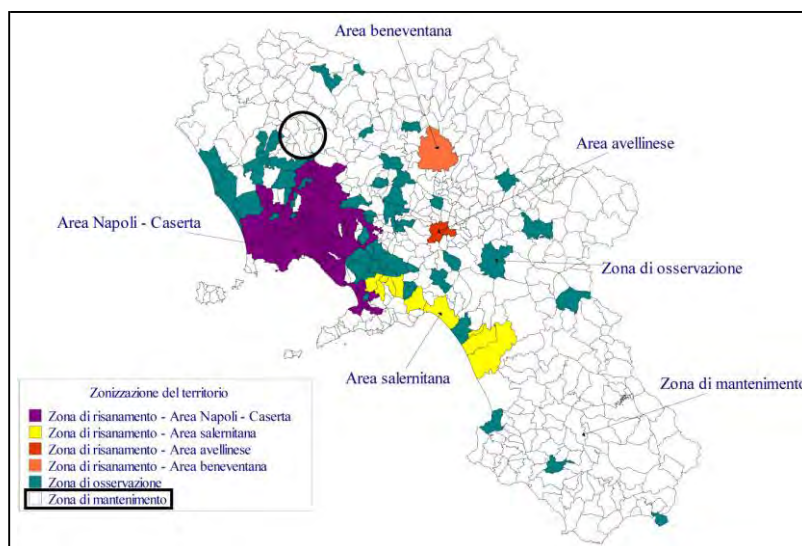 Area beneventana
Area avellinese
Area Napoli - Caserta
Zona di osservazione
Area salernitana
Zona di mantenimento
Zonizzazione del territorio
Zona di risanamento - Area Napoli - Caserta
Zona di risanamento - Area salernitana
Zona di risanamento - Area avellinese
Zona di risanamento - Area beneventana
Zona di osservazione
Zona di mantenimento